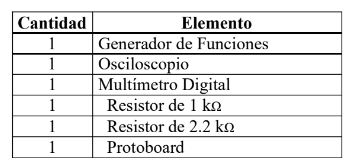 Cantidad Elemento
1 Generador de Funciones
1 Osciloscopio
1 Multímetro Digital
1 Resistor de 1 kΩ
1 Resistor de 2.2 kΩ
1 Protoboard